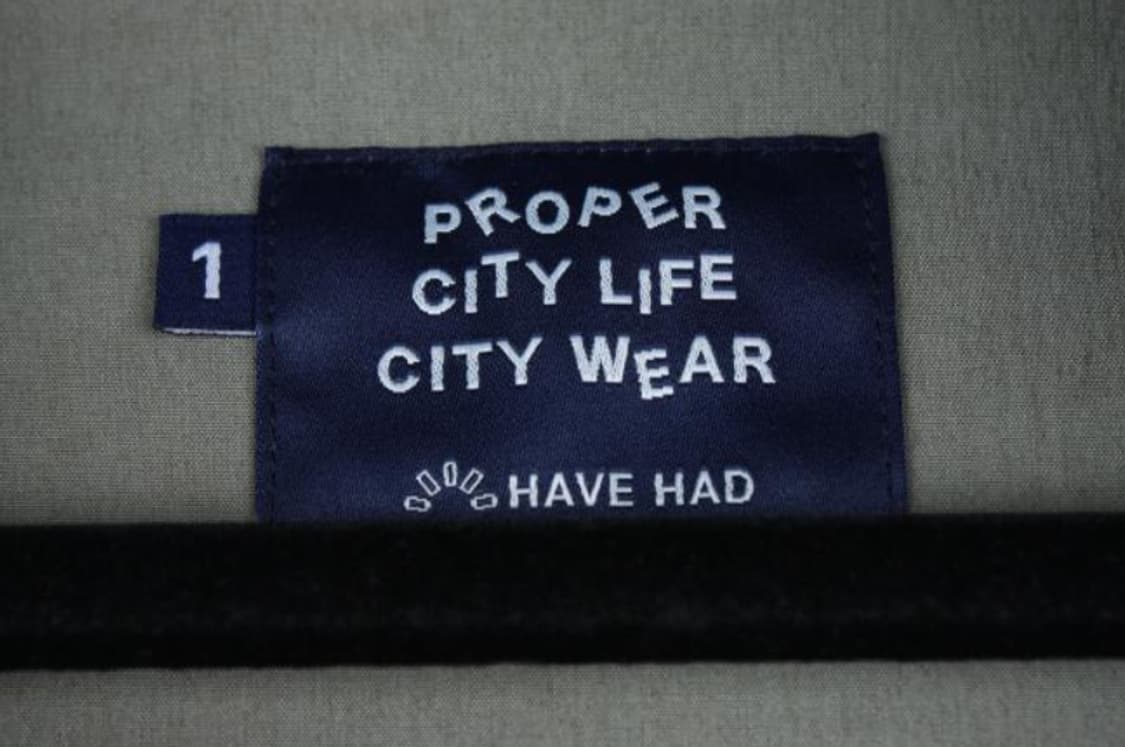 1
PROPER
CITY LIFE
CITY WEAR
HAVE HAD